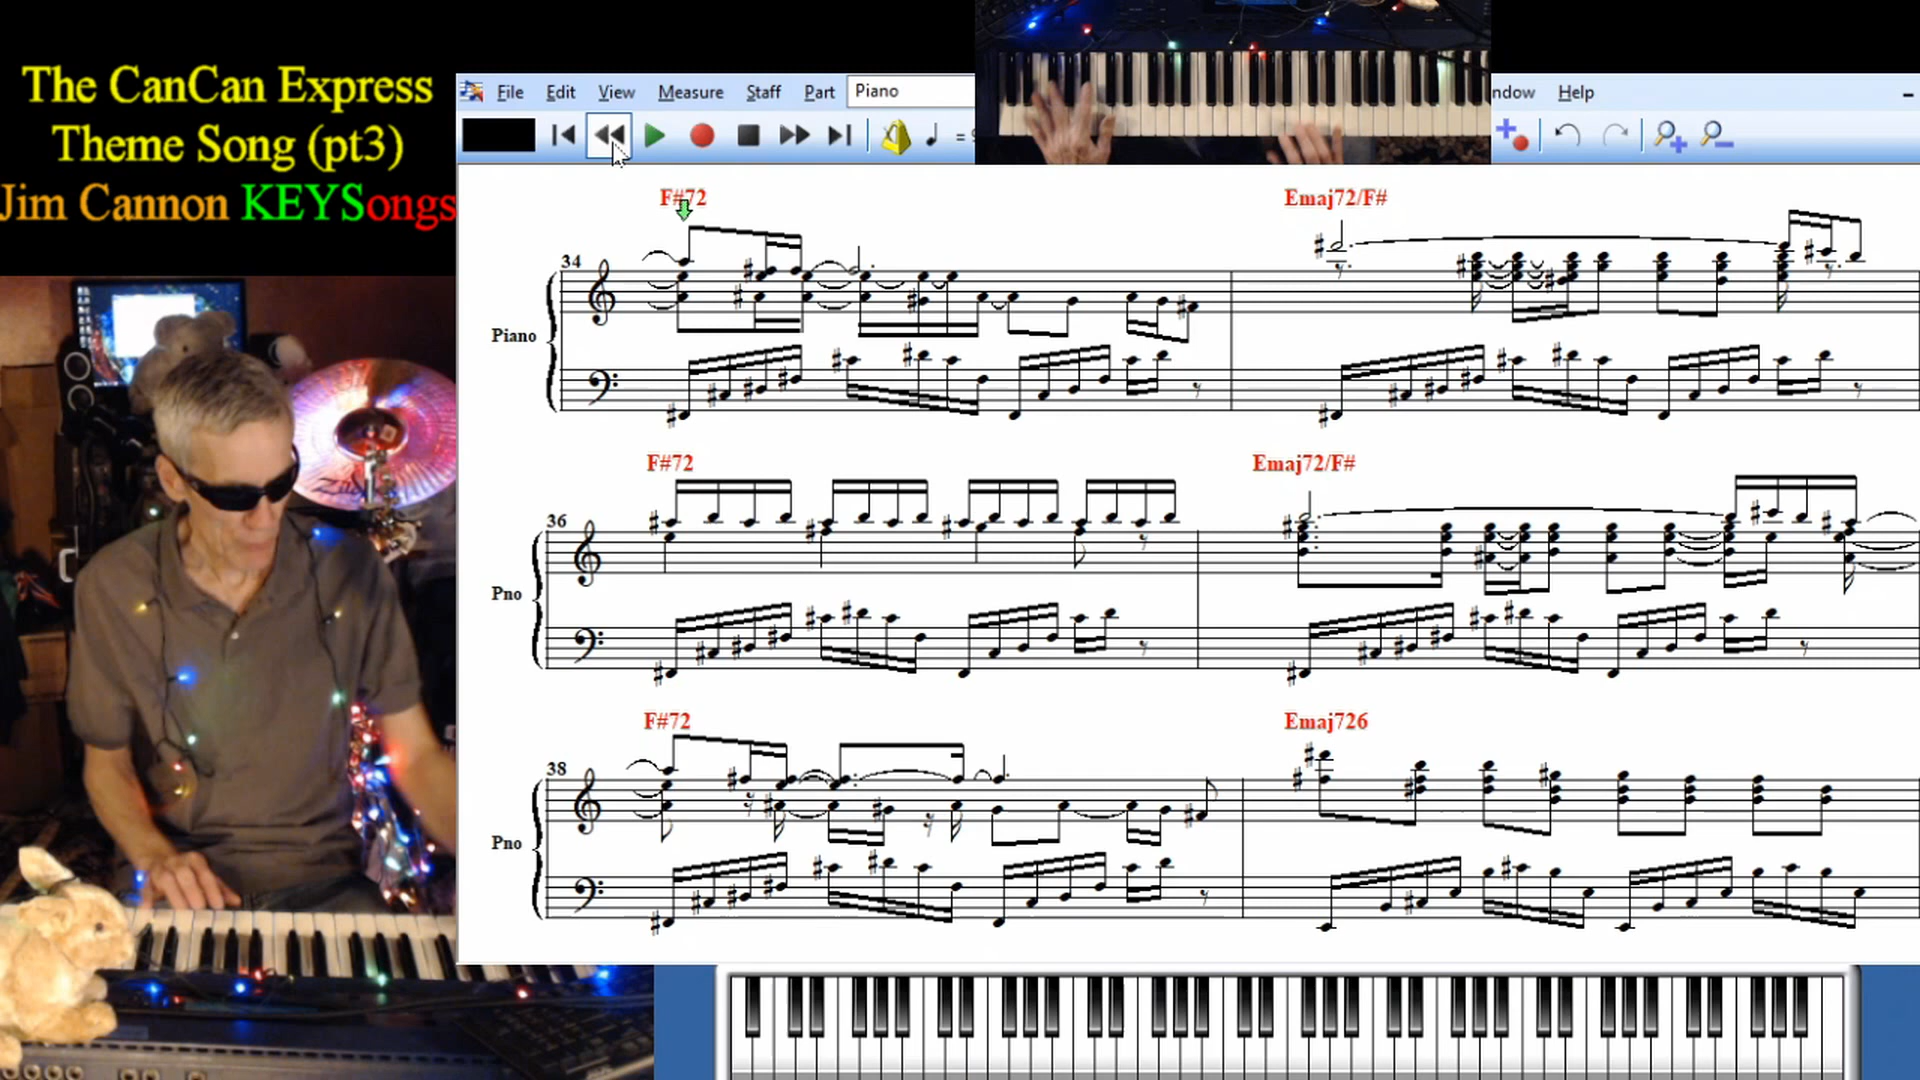 The CanCan Express
Theme Song (pt3)
Jim Cannon KEYSongs
File Edit View Measure Staff Part Piano
ndow Help
F#72 Emaj72/F#
34
Piano
F#72 Emaj72/F#
36
Pno
F#72 Emaj726
38
Pno